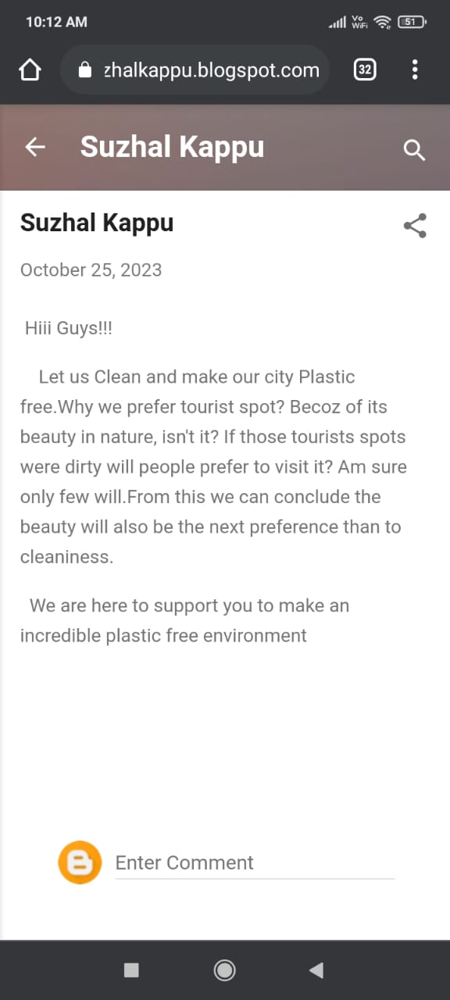 10:12 AM
Vo
WiFi
51
zhalkappu.blogspot.com
32
Suzhal Kappu
Suzhal Kappu
October 25, 2023
Hiii Guys!!!
Let us Clean and make our city Plastic
free.Why we prefer tourist spot? Becoz of its
beauty in nature, isn't it? If those tourists spots
were dirty will people prefer to visit it? Am sure
only few will.From this we can conclude the
beauty will also be the next preference than to
cleaniness.
We are here to support you to make an
incredible plastic free environment
Enter Comment